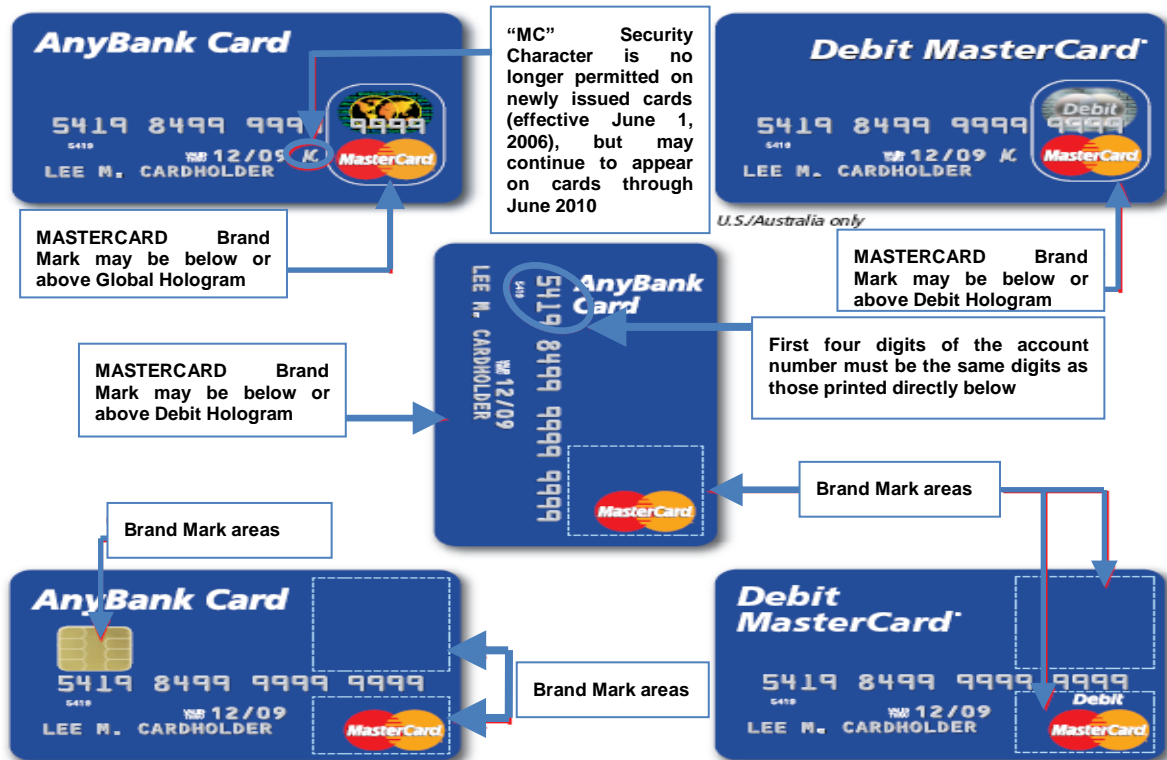 AnyBank Card
5419 8499 9999 9999
5419
12/09
LEE M. CARDHOLDER
MasterCard
"MC" Security
Character is no
longer permitted on
newly issued cards
(effective June 1,
2006), but may
continue to appear
on cards through
June 2010
Debit MasterCard
Debit
5419 8499 9999 9999
5419
12/09
LEE M. CARDHOLDER
MasterCard
U.S./Australia only
MASTERCARD Brand
Mark may be below or
above Global Hologram
MASTERCARD Brand
Mark may be below or
above Debit Hologram
AnyBank
Card
5419 8499 9999 9999
5419
12/09
LEE M. CARDHOLDER
MasterCard
First four digits of the account
number must be the same digits as
those printed directly below
MASTERCARD Brand
Mark may be below or
above Debit Hologram
Brand Mark areas
Brand Mark areas
AnyBank Card
5419 8499 9999 9999
5419
12/09
LEE M. CARDHOLDER
MasterCard
Brand Mark areas
Debit
MasterCard
5419 8499 9999 9999
5419
12/09
LEE M. CARDHOLDER
Debit
MasterCard